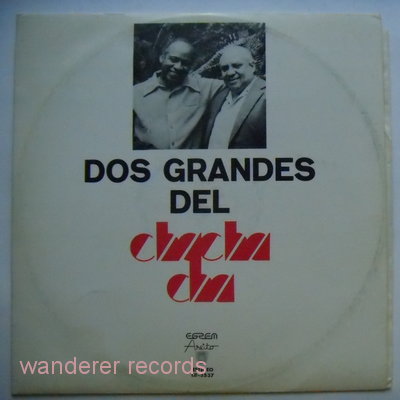 DOS GRANDES
DEL
chacha
cha
EGREM
Areito
wanderer records